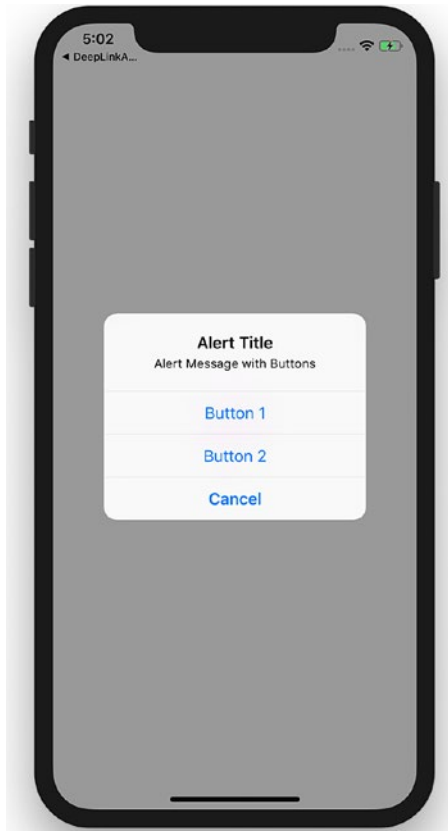 5:02
◀ DeepLinkA...
Alert Title
Alert Message with Buttons
Button 1
Button 2
Cancel